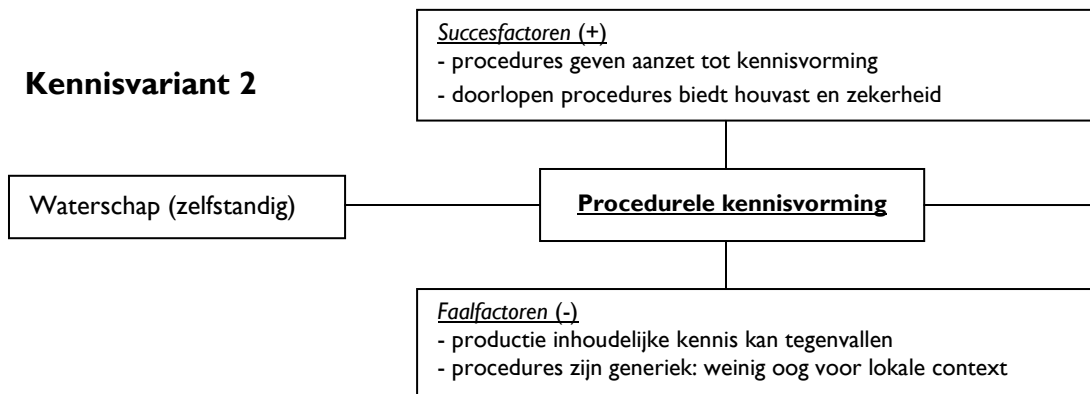 Succesfactoren (+)
- procedures geven aanzet tot kennisvorming
- doorlopen procedures biedt houvast en zekerheid
Kennisvariant 2
Waterschap (zelfstandig)
Procedurele kennisvorming
Faalfactoren (-)
- productie inhoudelijke kennis kan tegenvallen
- procedures zijn generiek: weinig oog voor lokale context